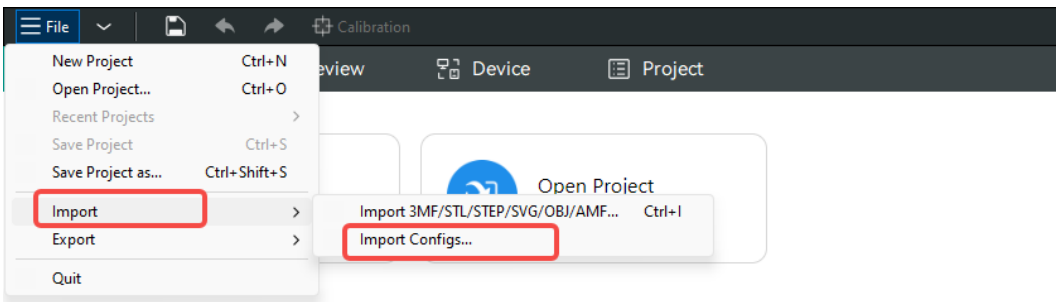 File
Calibration
New Project Ctrl+N
eview
Device
Project
Open Project... Ctrl+O
Recent Projects
Save Project Ctrl+S
Save Project as... Ctrl+Shift+S
Open Project
Import
Import 3MF/STL/STEP/SVG/OBJ/AMF... Ctrl+I
Export
Import Configs...
Quit